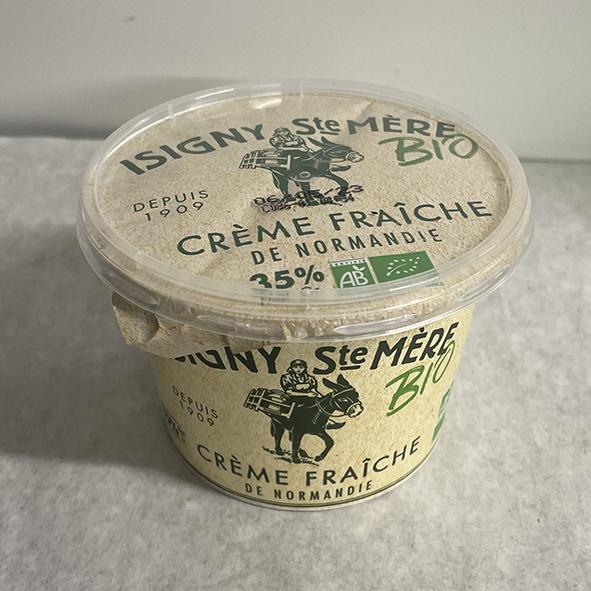 ISIGNY Ste MÈRE
BIO
DEPUIS
1909
CRÈME FRAÎCHE
DE NORMANDIE
35%
AB
SIGNY Ste MÈRE
BIO
DEPUIS
1909
CRÈME FRAÎCHE
DE NORMANDIE